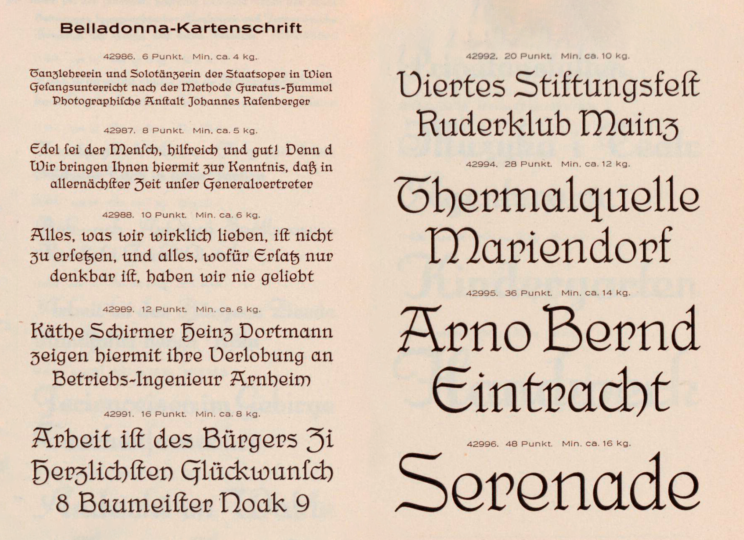 Belladonna-Kartenschrift
42986. 6 Punkt. Min. ca. 4 kg.
Tanzlehrerin und Solotänzerin der Staatsoper in Wien
Geſangsunterricht nach der Methode Guratus-Hummel
Photographiſche Anſtalt Johannes Raſenberger
42987. 8 Punkt. Min. ca. 5 kg.
Edel ſei der Menſch, hilfreich und gut! Denn d
Wir bringen Ihnen hiermit zur Kenntnis, daß in
allernächſter Zeit unſer Generalvertreter
42988. 10 Punkt. Min. ca. 6 kg.
Alles, was wir wirklich lieben, iſt nicht
zu erſetzen, und alles, wofür Erſatz nur
denkbar iſt, haben wir nie geliebt
42989. 12 Punkt. Min. ca. 6 kg.
Käthe Schirmer Heinz Dortmann
zeigen hiermit ihre Verlobung an
Betriebs-Ingenieur Arnheim
42991. 16 Punkt. Min. ca. 8 kg.
Arbeit iſt des Bürgers Zi
Herzlichſten Glückwunſch
8 Baumeiſter Noak 9
42992. 20 Punkt. Min. ca. 10 kg.
Viertes Stiftungsfeſt
Ruderklub Mainz
42994. 28 Punkt. Min. ca. 12 kg.
Thermalquelle
Mariendorf
42995. 36 Punkt. Min. ca. 14 kg.
Arno Bernd
Eintracht
42996. 48 Punkt. Min. ca. 16 kg.
Serenade